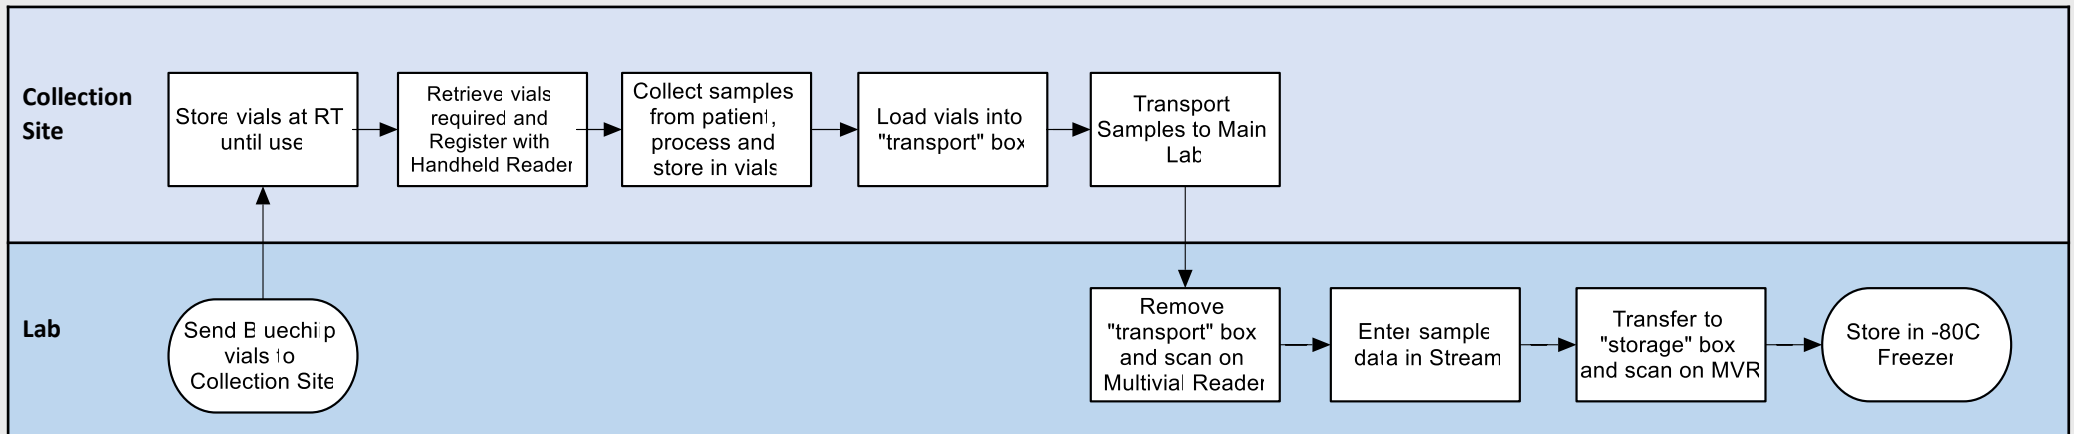 Collection
Site
Store vials at RT
until use
Retrieve vials
required and
Register with
Handheld Reader
Collect samples
from patient,
process and
store in vials
Load vials into
"transport" box
Transport
Samples to Main
Lab
Lab
Send Bluechip
vials to
Collection Site
Remove
"transport" box
and scan on
Multivial Reader
Enter sample
data in Stream
Transfer to
"storage" box
and scan on MVR
Store in -80C
Freezer